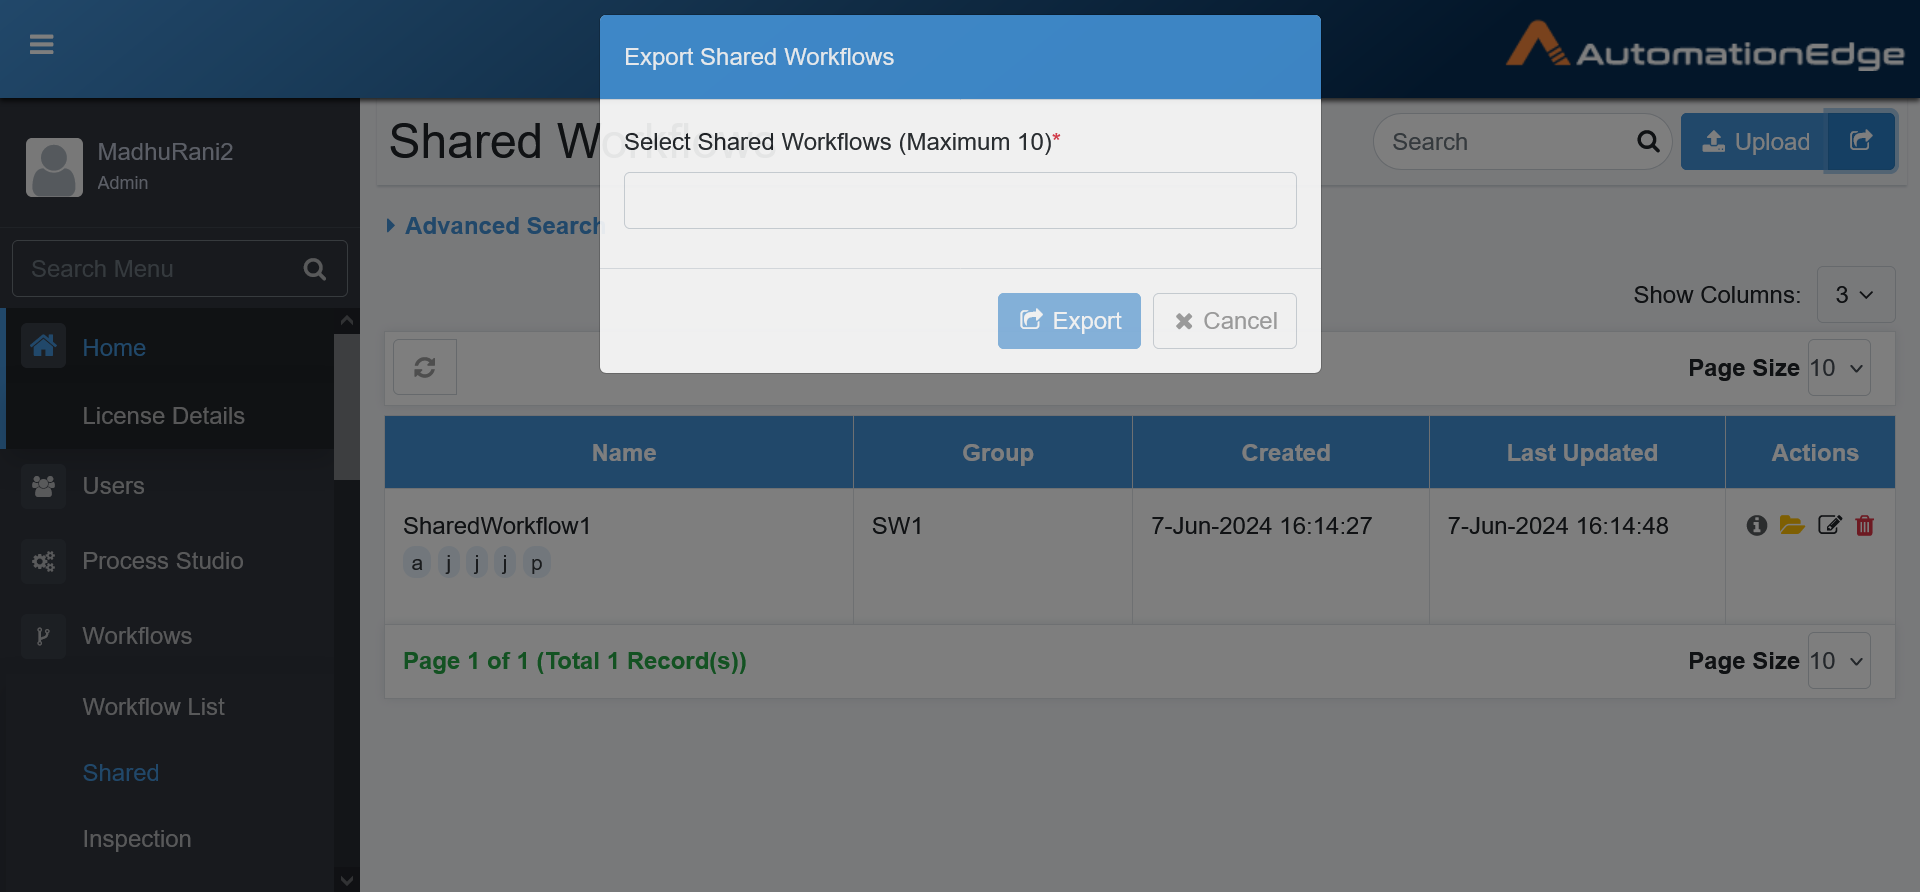 Export Shared Workflows
AutomationEdge
MadhuRani2
Admin
Shared Workflows
Select Shared Workflows (Maximum 10)*
Search
Upload
Advanced Search
Search Menu
Show Columns: 3
Export
Cancel
Home
License Details
Users
Process Studio
Workflows
Workflow List
Shared
Inspection
Page Size 10
Name Group Created Last Updated Actions
SharedWorkflow1 SW1 7-Jun-2024 16:14:27 7-Jun-2024 16:14:48
a j j j p
Page 1 of 1 (Total 1 Record(s))
Page Size 10